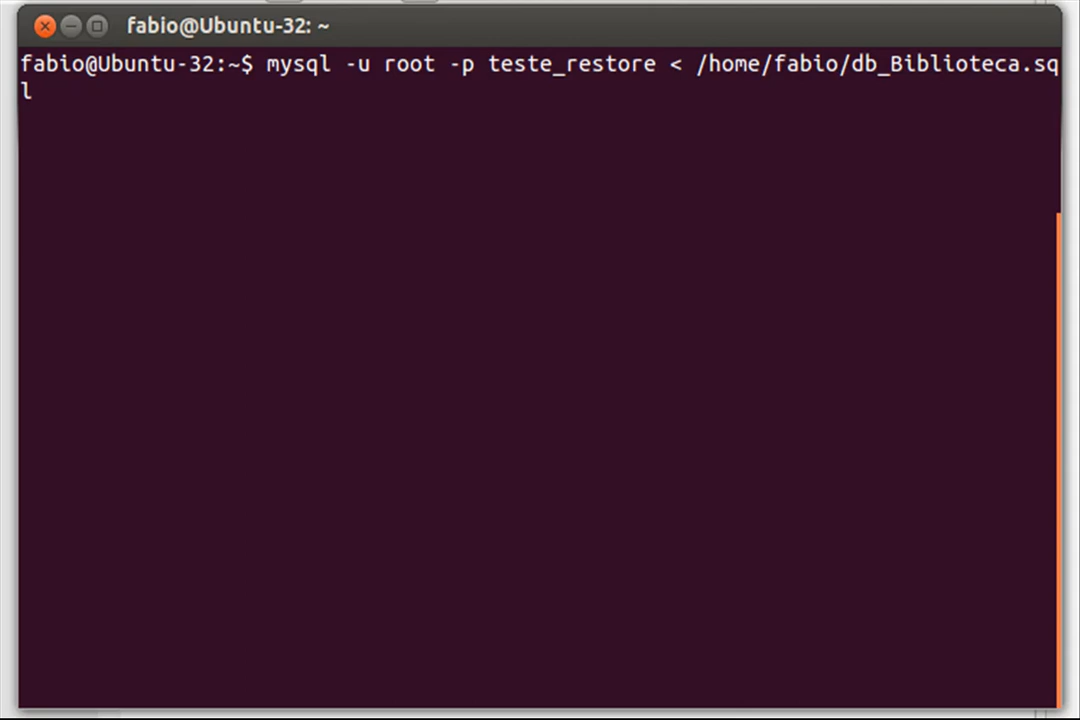 fabio@Ubuntu-32: ~
fabio@Ubuntu-32:~$ mysql -u root -p teste_restore < /home/fabio/db_Biblioteca.sq
l